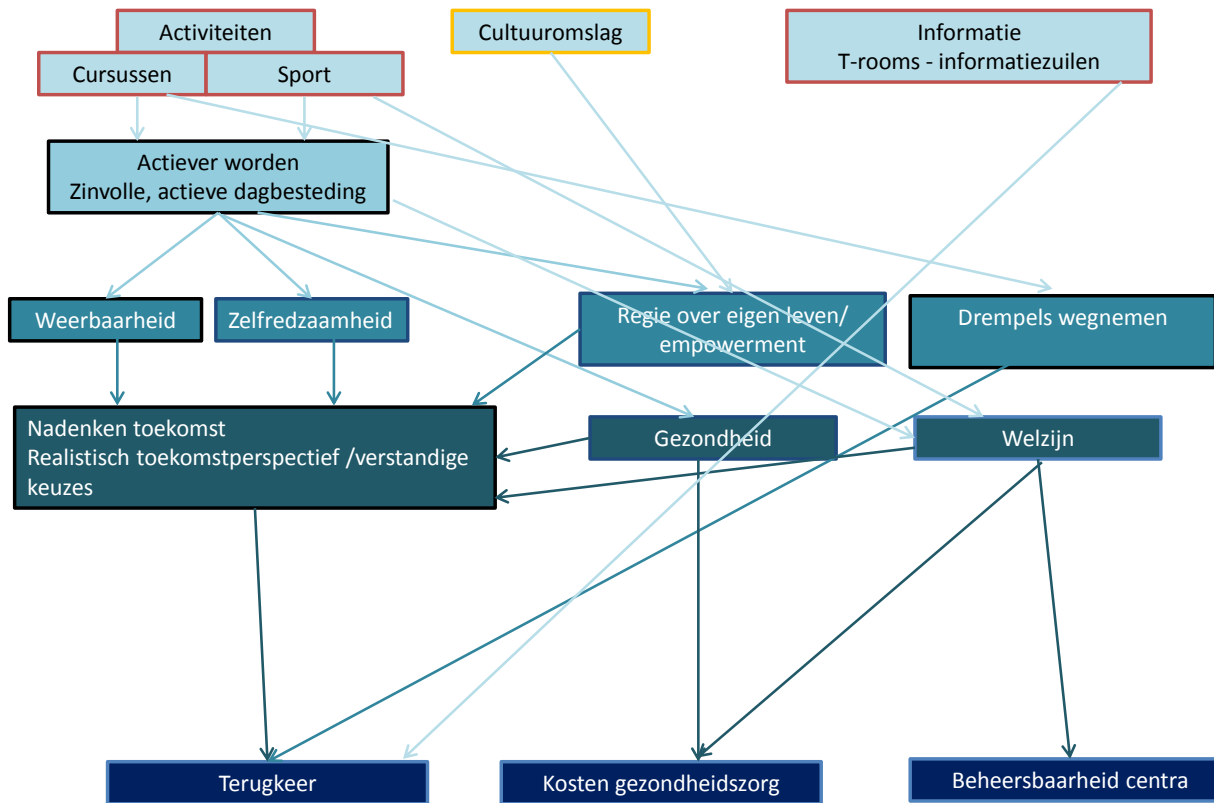 Activiteiten
Cursussen
Sport
Cultuuromslag
Informatie
T-rooms - informatiezuilen
Actiever worden
Zinvolle, actieve dagbesteding
Weerbaarheid
Zelfredzaamheid
Regie over eigen leven/
empowerment
Drempels wegnemen
Nadenken toekomst
Realistisch toekomstperspectief /verstandige
keuzes
Gezondheid
Welzijn
Terugkeer
Kosten gezondheidszorg
Beheersbaarheid centra